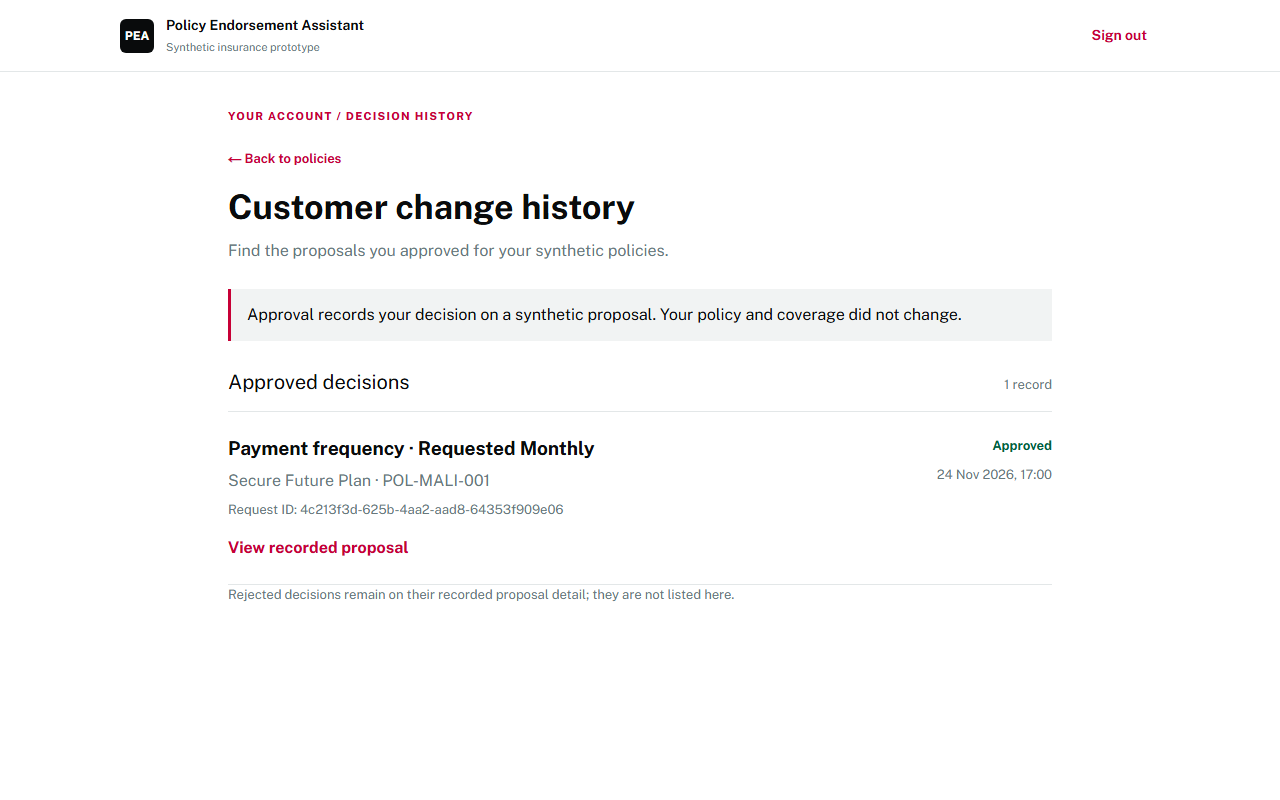 PEA
Policy Endorsement Assistant
Synthetic insurance prototype
Sign out
YOUR ACCOUNT / DECISION HISTORY
← Back to policies
Customer change history
Find the proposals you approved for your synthetic policies.
Approval records your decision on a synthetic proposal. Your policy and coverage did not change.
Approved decisions
1 record
Payment frequency · Requested Monthly
Approved
Secure Future Plan · POL-MALI-001
24 Nov 2026, 17:00
Request ID: 4c213f3d-625b-4aa2-aad8-64353f909e06
View recorded proposal
Rejected decisions remain on their recorded proposal detail; they are not listed here.